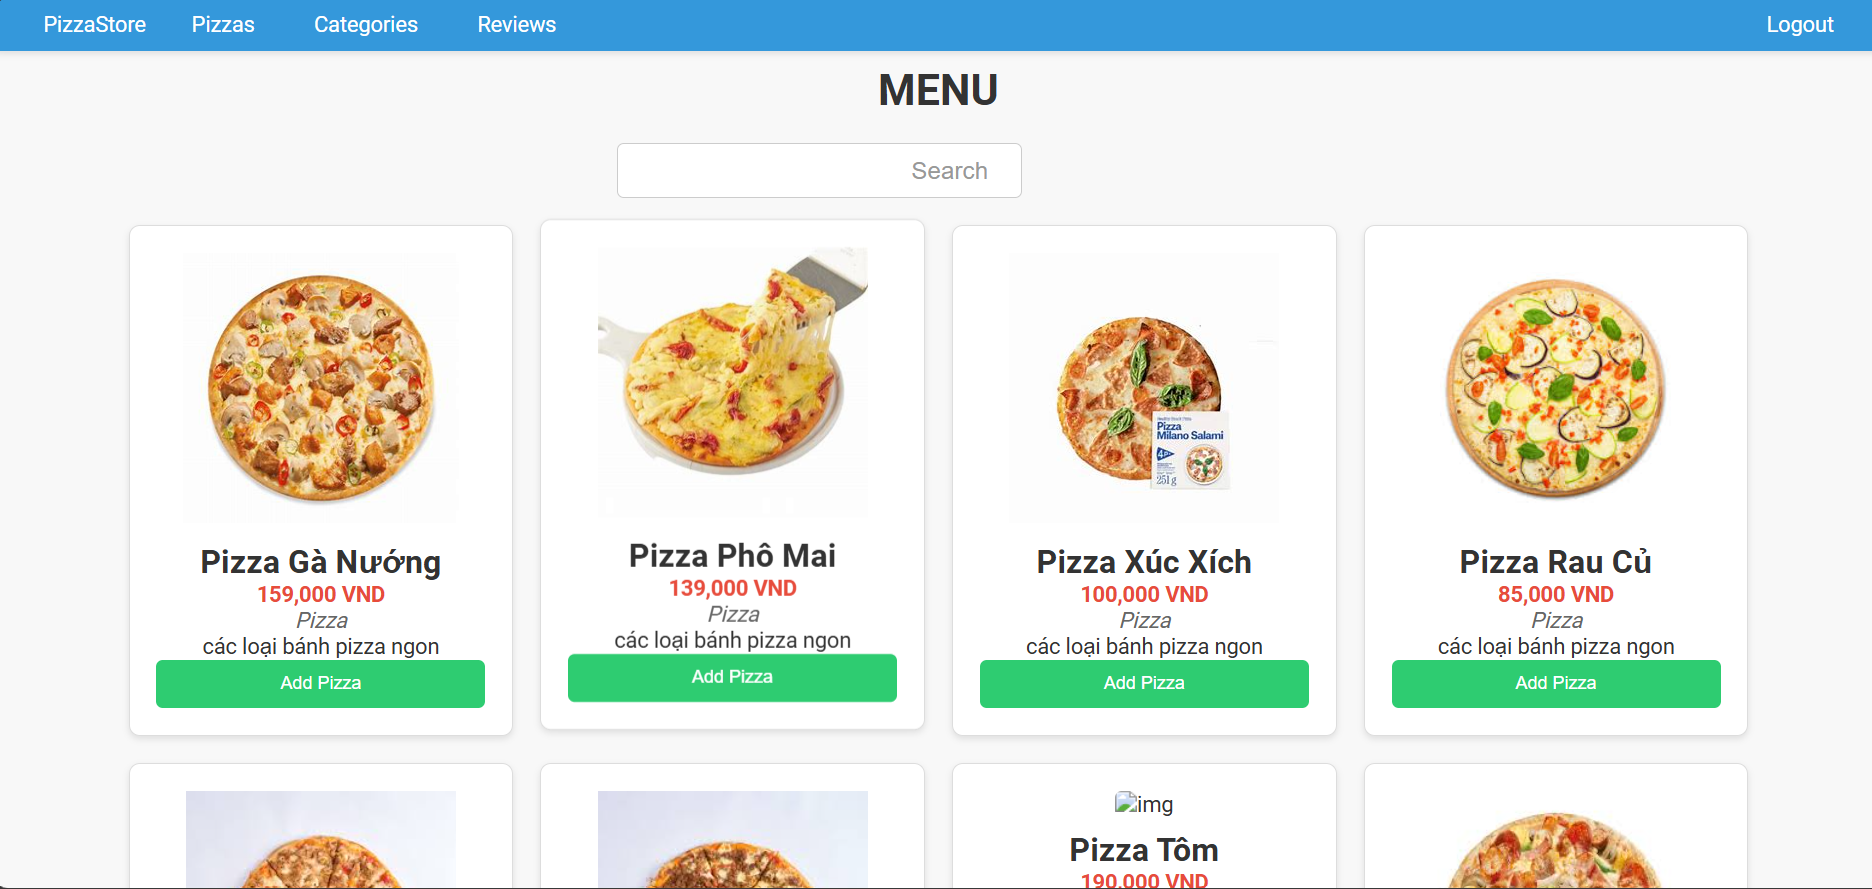 PizzaStore Pizzas Categories Reviews Logout
MENU
Search
Pizza Milano Salami
251g
Pizza Gà Nướng
159,000 VND
Pizza
các loại bánh pizza ngon
Add Pizza
Pizza Phô Mai
139,000 VND
Pizza
các loại bánh pizza ngon
Add Pizza
Pizza Xúc Xích
100,000 VND
Pizza
các loại bánh pizza ngon
Add Pizza
Pizza Rau Củ
85,000 VND
Pizza
các loại bánh pizza ngon
Add Pizza
img
Pizza Tôm
190,000 VND